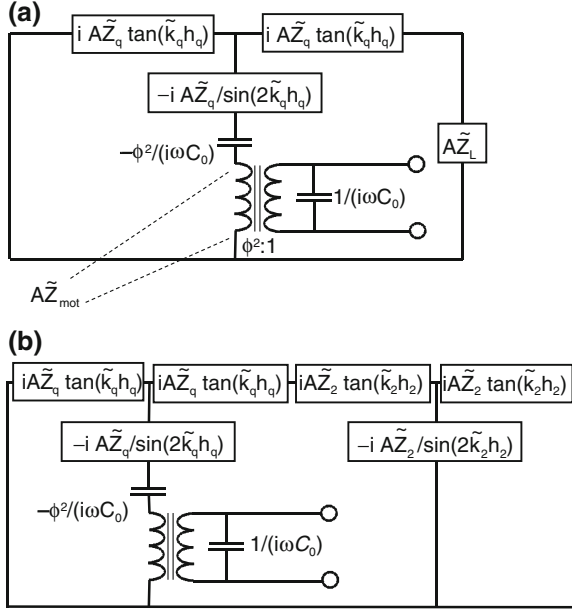 (a)
i AZ̃q tan(k̃qhq)
i AZ̃q tan(k̃qhq)
−i AZ̃q/sin(2k̃qhq)
−ϕ²/(iωC₀)
AZ̃L
1/(iωC₀)
ϕ²:1
AZ̃mot
(b)
iAZ̃q tan(k̃qhq)
iAZ̃q tan(k̃qhq)
iAZ̃₂ tan(k̃₂h₂)
iAZ̃₂ tan(k̃₂h₂)
−i AZ̃q/sin(2k̃qhq)
−i AZ̃₂/sin(2k̃₂h₂)
−ϕ²/(iωC₀)
1/(iωC₀)